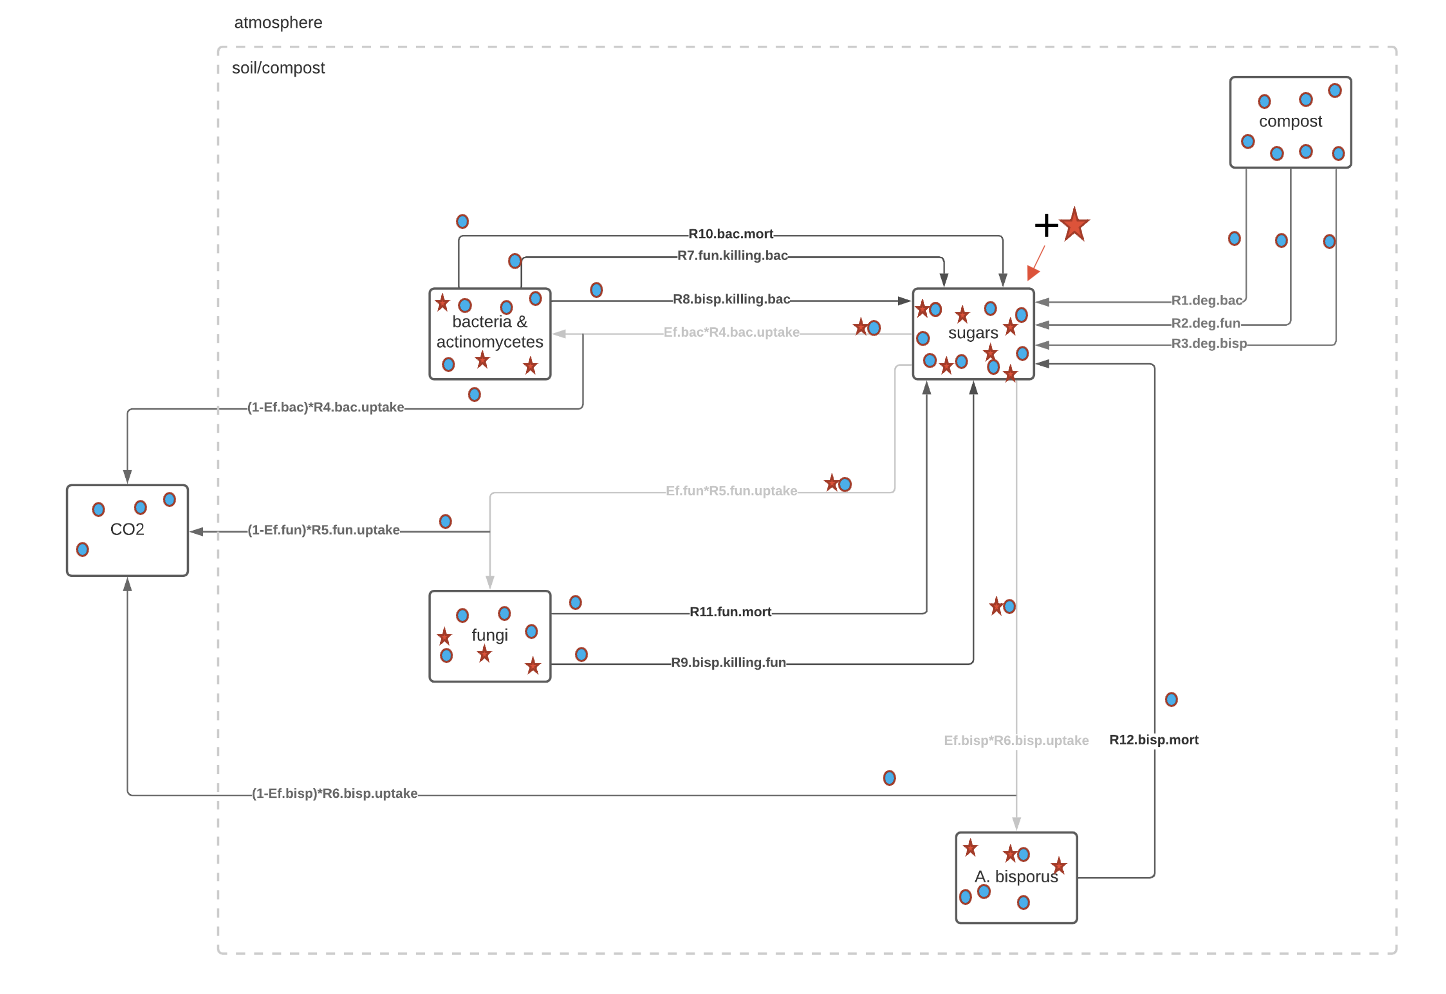 atmosphere
soil/compost
compost
R10.bac.mort
R7.fun.killing.bac
R8.bisp.killing.bac
R1.deg.bac
bacteria &
actinomycetes
Ef.bac*R4.bac.uptake
sugars
R2.deg.fun
R3.deg.bisp
(1-Ef.bac)*R4.bac.uptake
Ef.fun*R5.fun.uptake
CO2
(1-Ef.fun)*R5.fun.uptake
fungi
R11.fun.mort
R9.bisp.killing.fun
Ef.bisp*R6.bisp.uptake
R12.bisp.mort
(1-Ef.bisp)*R6.bisp.uptake
A. bisporus